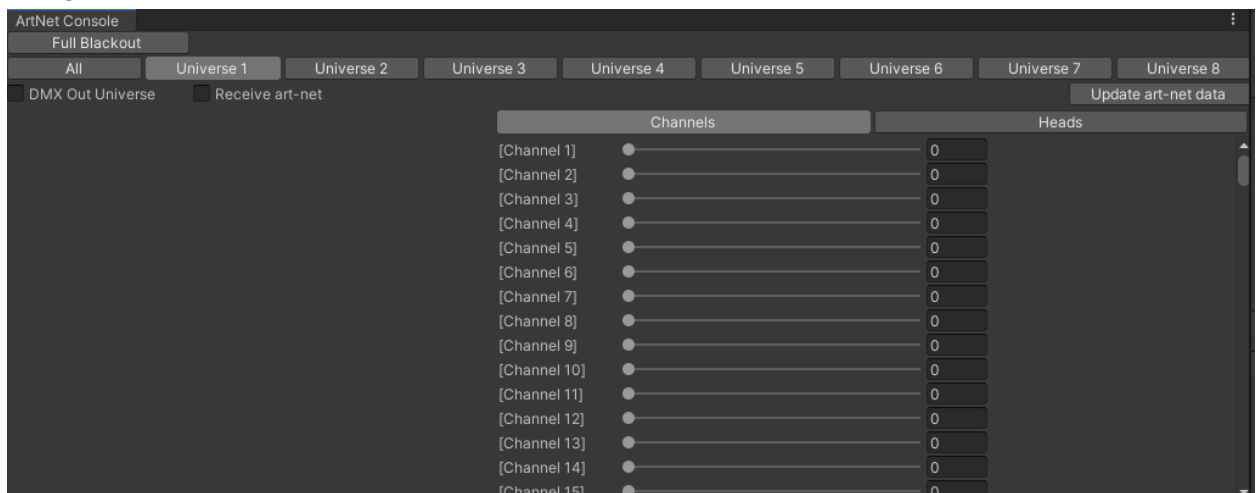 ArtNet Console
Full Blackout
All Universe 1 Universe 2 Universe 3 Universe 4 Universe 5 Universe 6 Universe 7 Universe 8
DMX Out Universe Receive art-net Update art-net data
Channels Heads
[Channel 1] 0
[Channel 2] 0
[Channel 3] 0
[Channel 4] 0
[Channel 5] 0
[Channel 6] 0
[Channel 7] 0
[Channel 8] 0
[Channel 9] 0
[Channel 10] 0
[Channel 11] 0
[Channel 12] 0
[Channel 13] 0
[Channel 14] 0
[Channel 15] 0